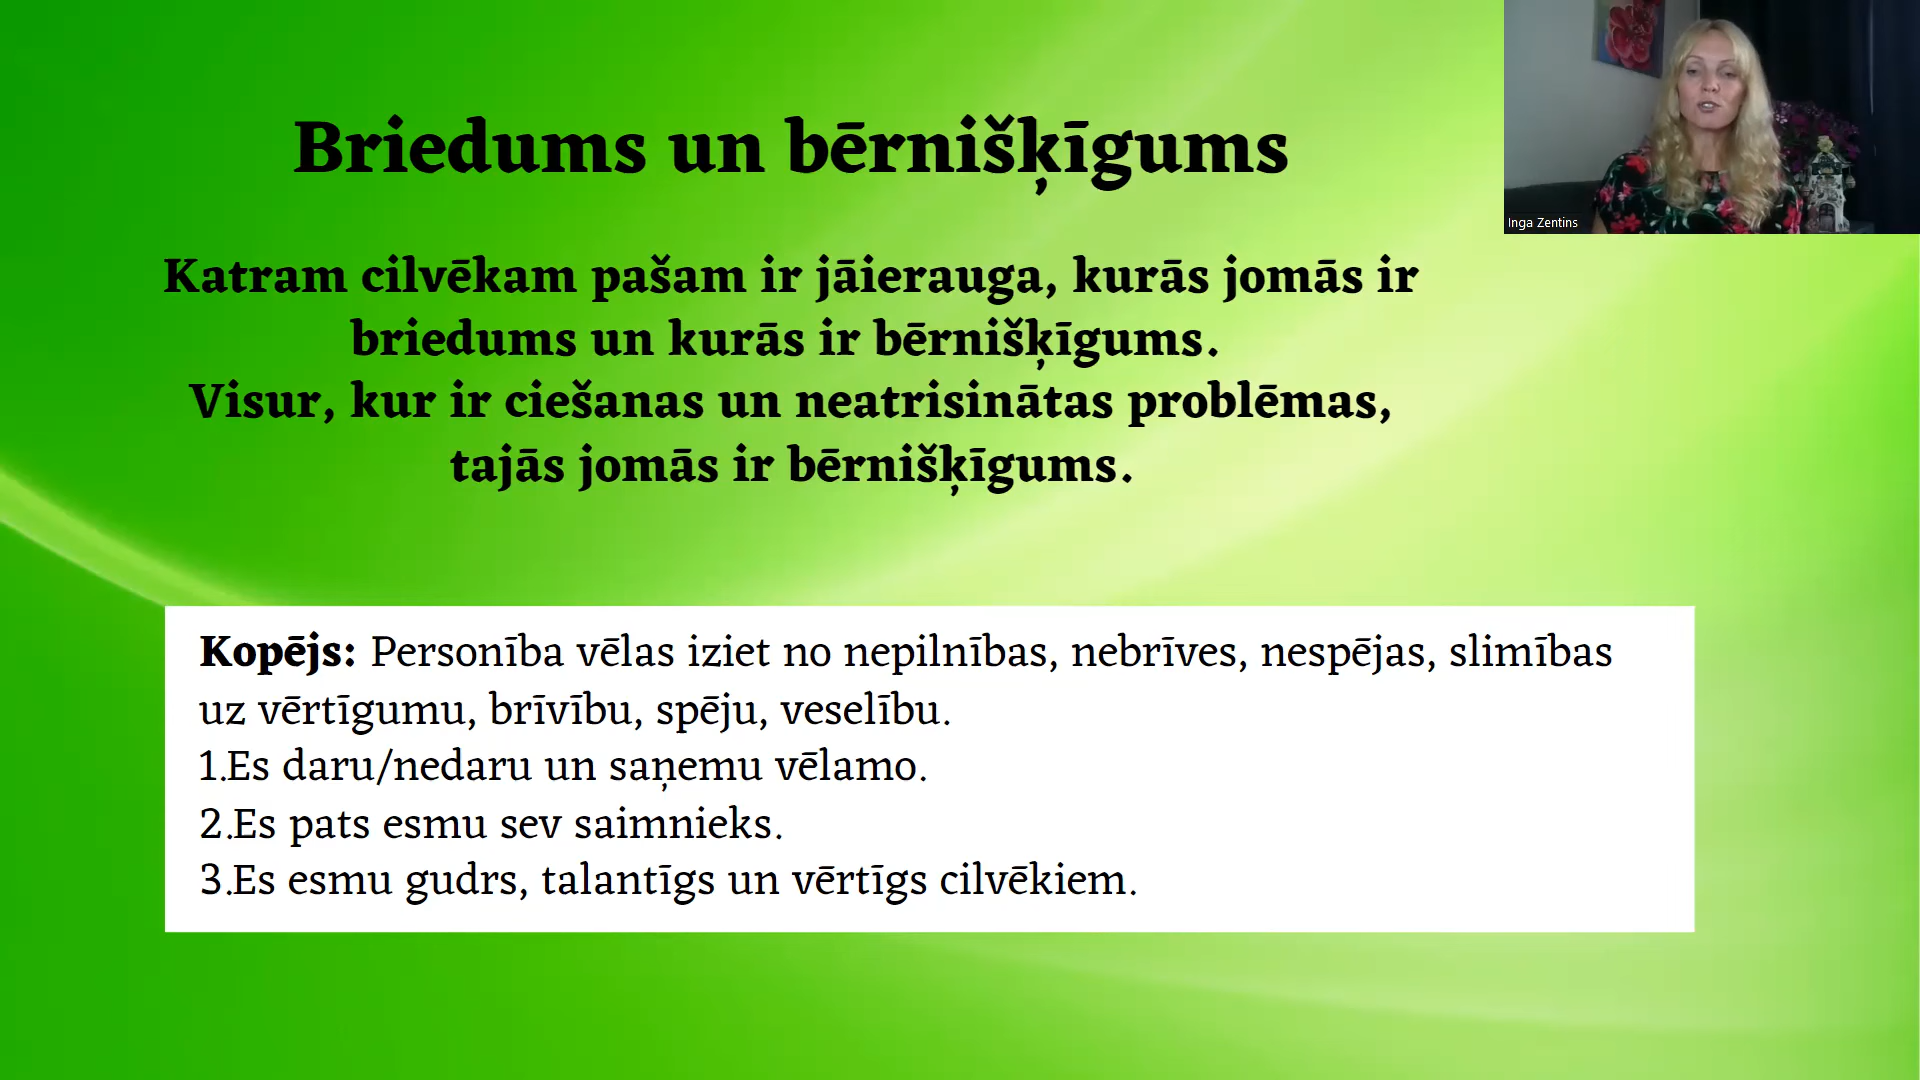 Briedums un bērnišķīgums
Inga Zentins
Katram cilvēkam pašam ir jāierauga, kurās jomās ir
briedums un kurās ir bērnišķīgums.
Visur, kur ir ciešanas un neatrisinātas problēmas,
tajās jomās ir bērnišķīgums.
Kopējs: Personība vēlas iziet no nepilnības, nebrīves, nespējas, slimības
uz vērtīgumu, brīvību, spēju, veselību.
1.Es daru/nedaru un saņemu vēlamo.
2.Es pats esmu sev saimnieks.
3.Es esmu gudrs, talantīgs un vērtīgs cilvēkiem.